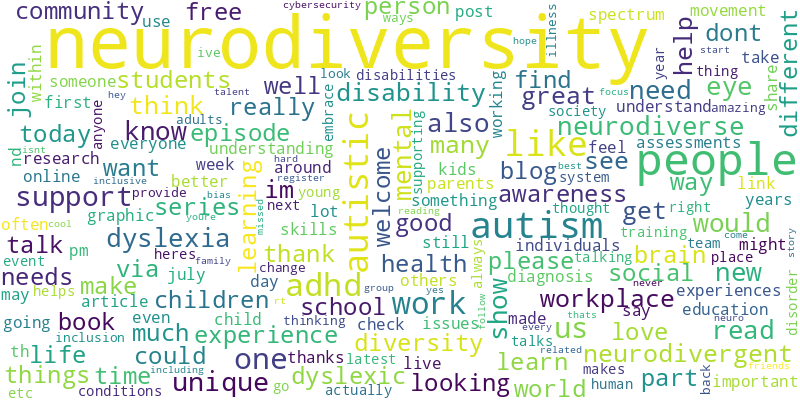 cybersecurity
community use free person post ways spectrum movement
neurodiversity
hope illness dont help year take thing start
join within ive
someone look disabilities
students embrace disability working find need eye share different
first think really well great understand amazing
hey talent focus society
anyone today know episode adults also many neurodiverse
nd isnt everyone understanding autistic mental supporting like feel assessments
research want week around kids blog see people
online inclusive provide better bias young welcome parents system best way link
support learning im something awareness thought right years
hard register next reading get
often cool graphic series youre lot good autism training come would
talk pm heres missed skills still individuals talking team might story
event dyslexia family thank health always please social brain place
needs via july change others diagnosis new experiences
may helps make day rt group yes never disorder
article children adhd school work show workplace education
going even child thinking check issues follow made us say neuro
book much experience diversity talks every thats love read
th inclusion could one thanks latest live learn related neurodivergent
life things time dyslexic looking makes part back friends
etc conditions including unique go actually world human important